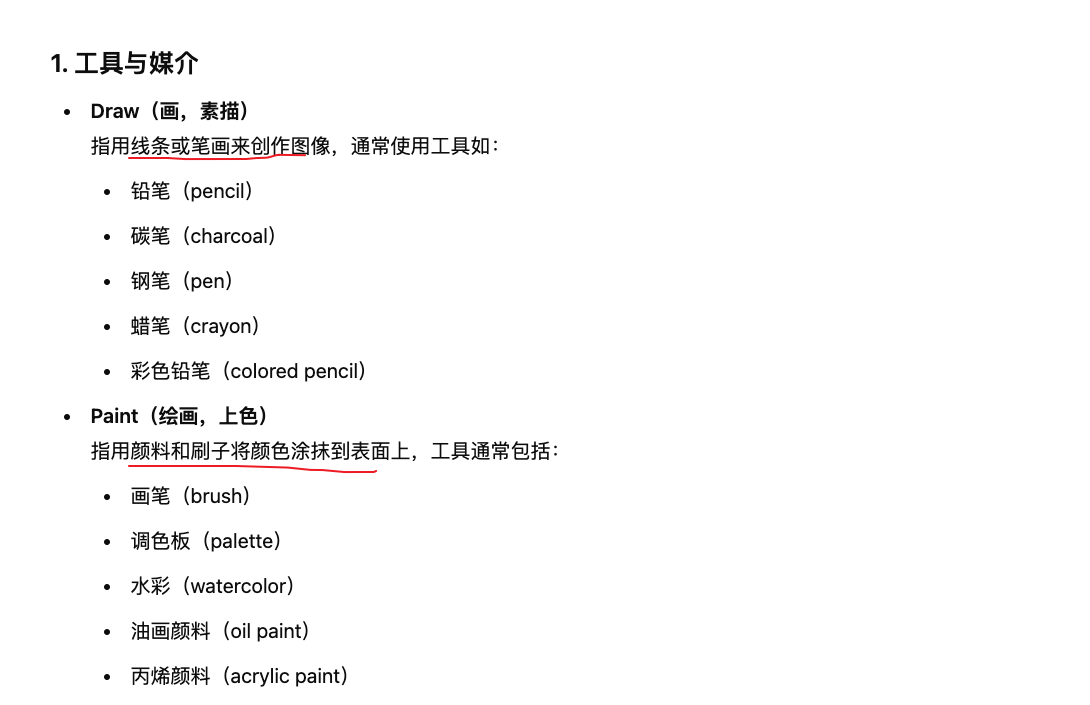 1. 工具与媒介
• Draw（画，素描）
指用线条或笔画来创作图像，通常使用工具如：
• 铅笔（pencil）
• 碳笔（charcoal）
• 钢笔（pen）
• 蜡笔（crayon）
• 彩色铅笔（colored pencil）
• Paint（绘画，上色）
指用颜料和刷子将颜色涂抹到表面上，工具通常包括：
• 画笔（brush）
• 调色板（palette）
• 水彩（watercolor）
• 油画颜料（oil paint）
• 丙烯颜料（acrylic paint）